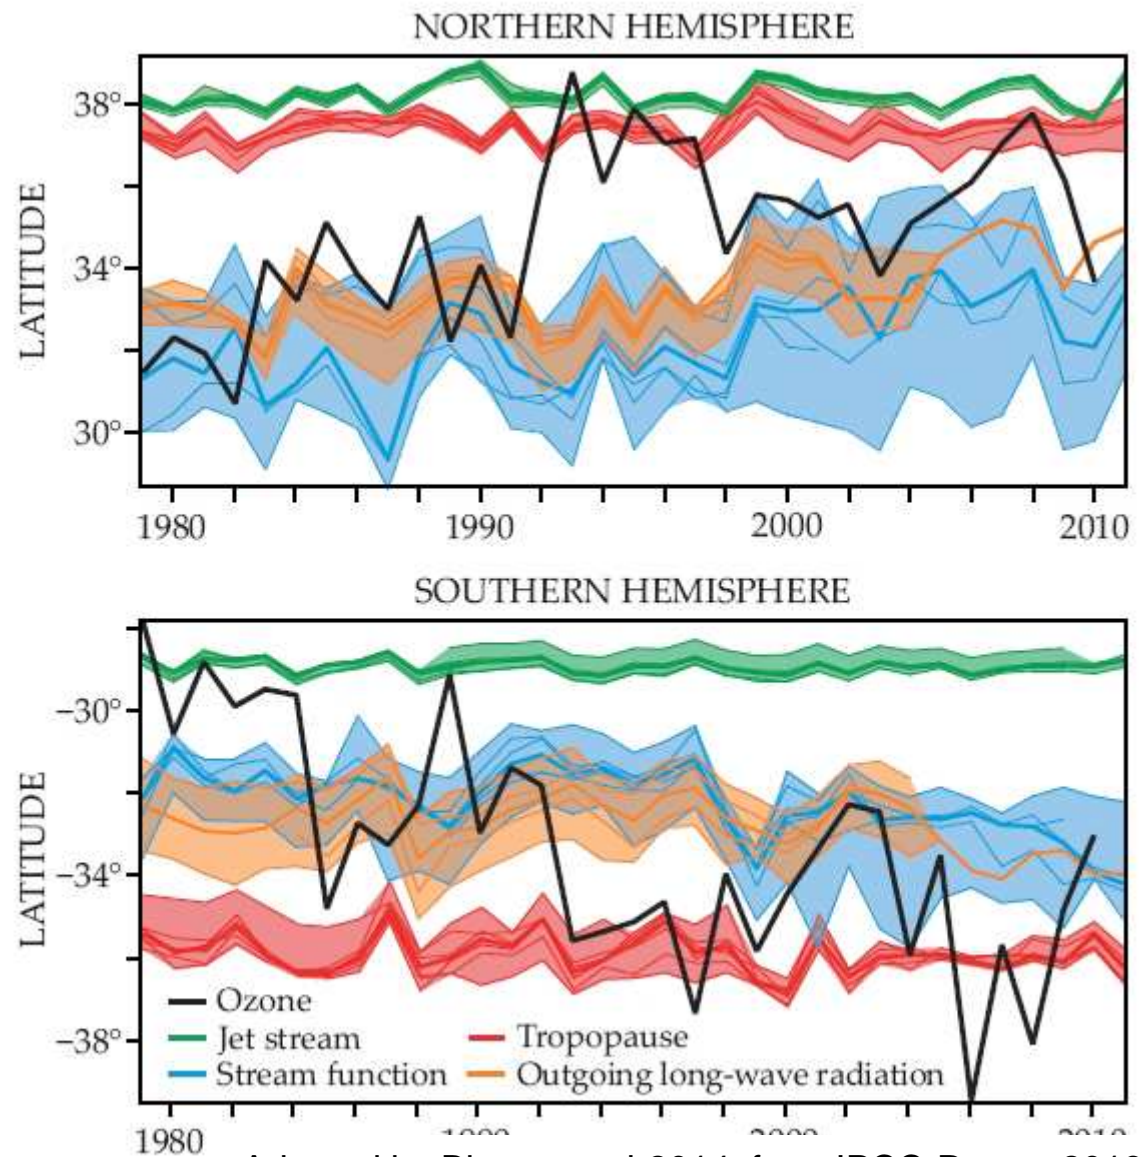 NORTHERN HEMISPHERE
LATITUDE
38°
34°
30°
1980 1990 2000 2010
SOUTHERN HEMISPHERE
LATITUDE
−30°
−34°
−38°
Ozone
Jet stream
Tropopause
Stream function
Outgoing long-wave radiation
1980